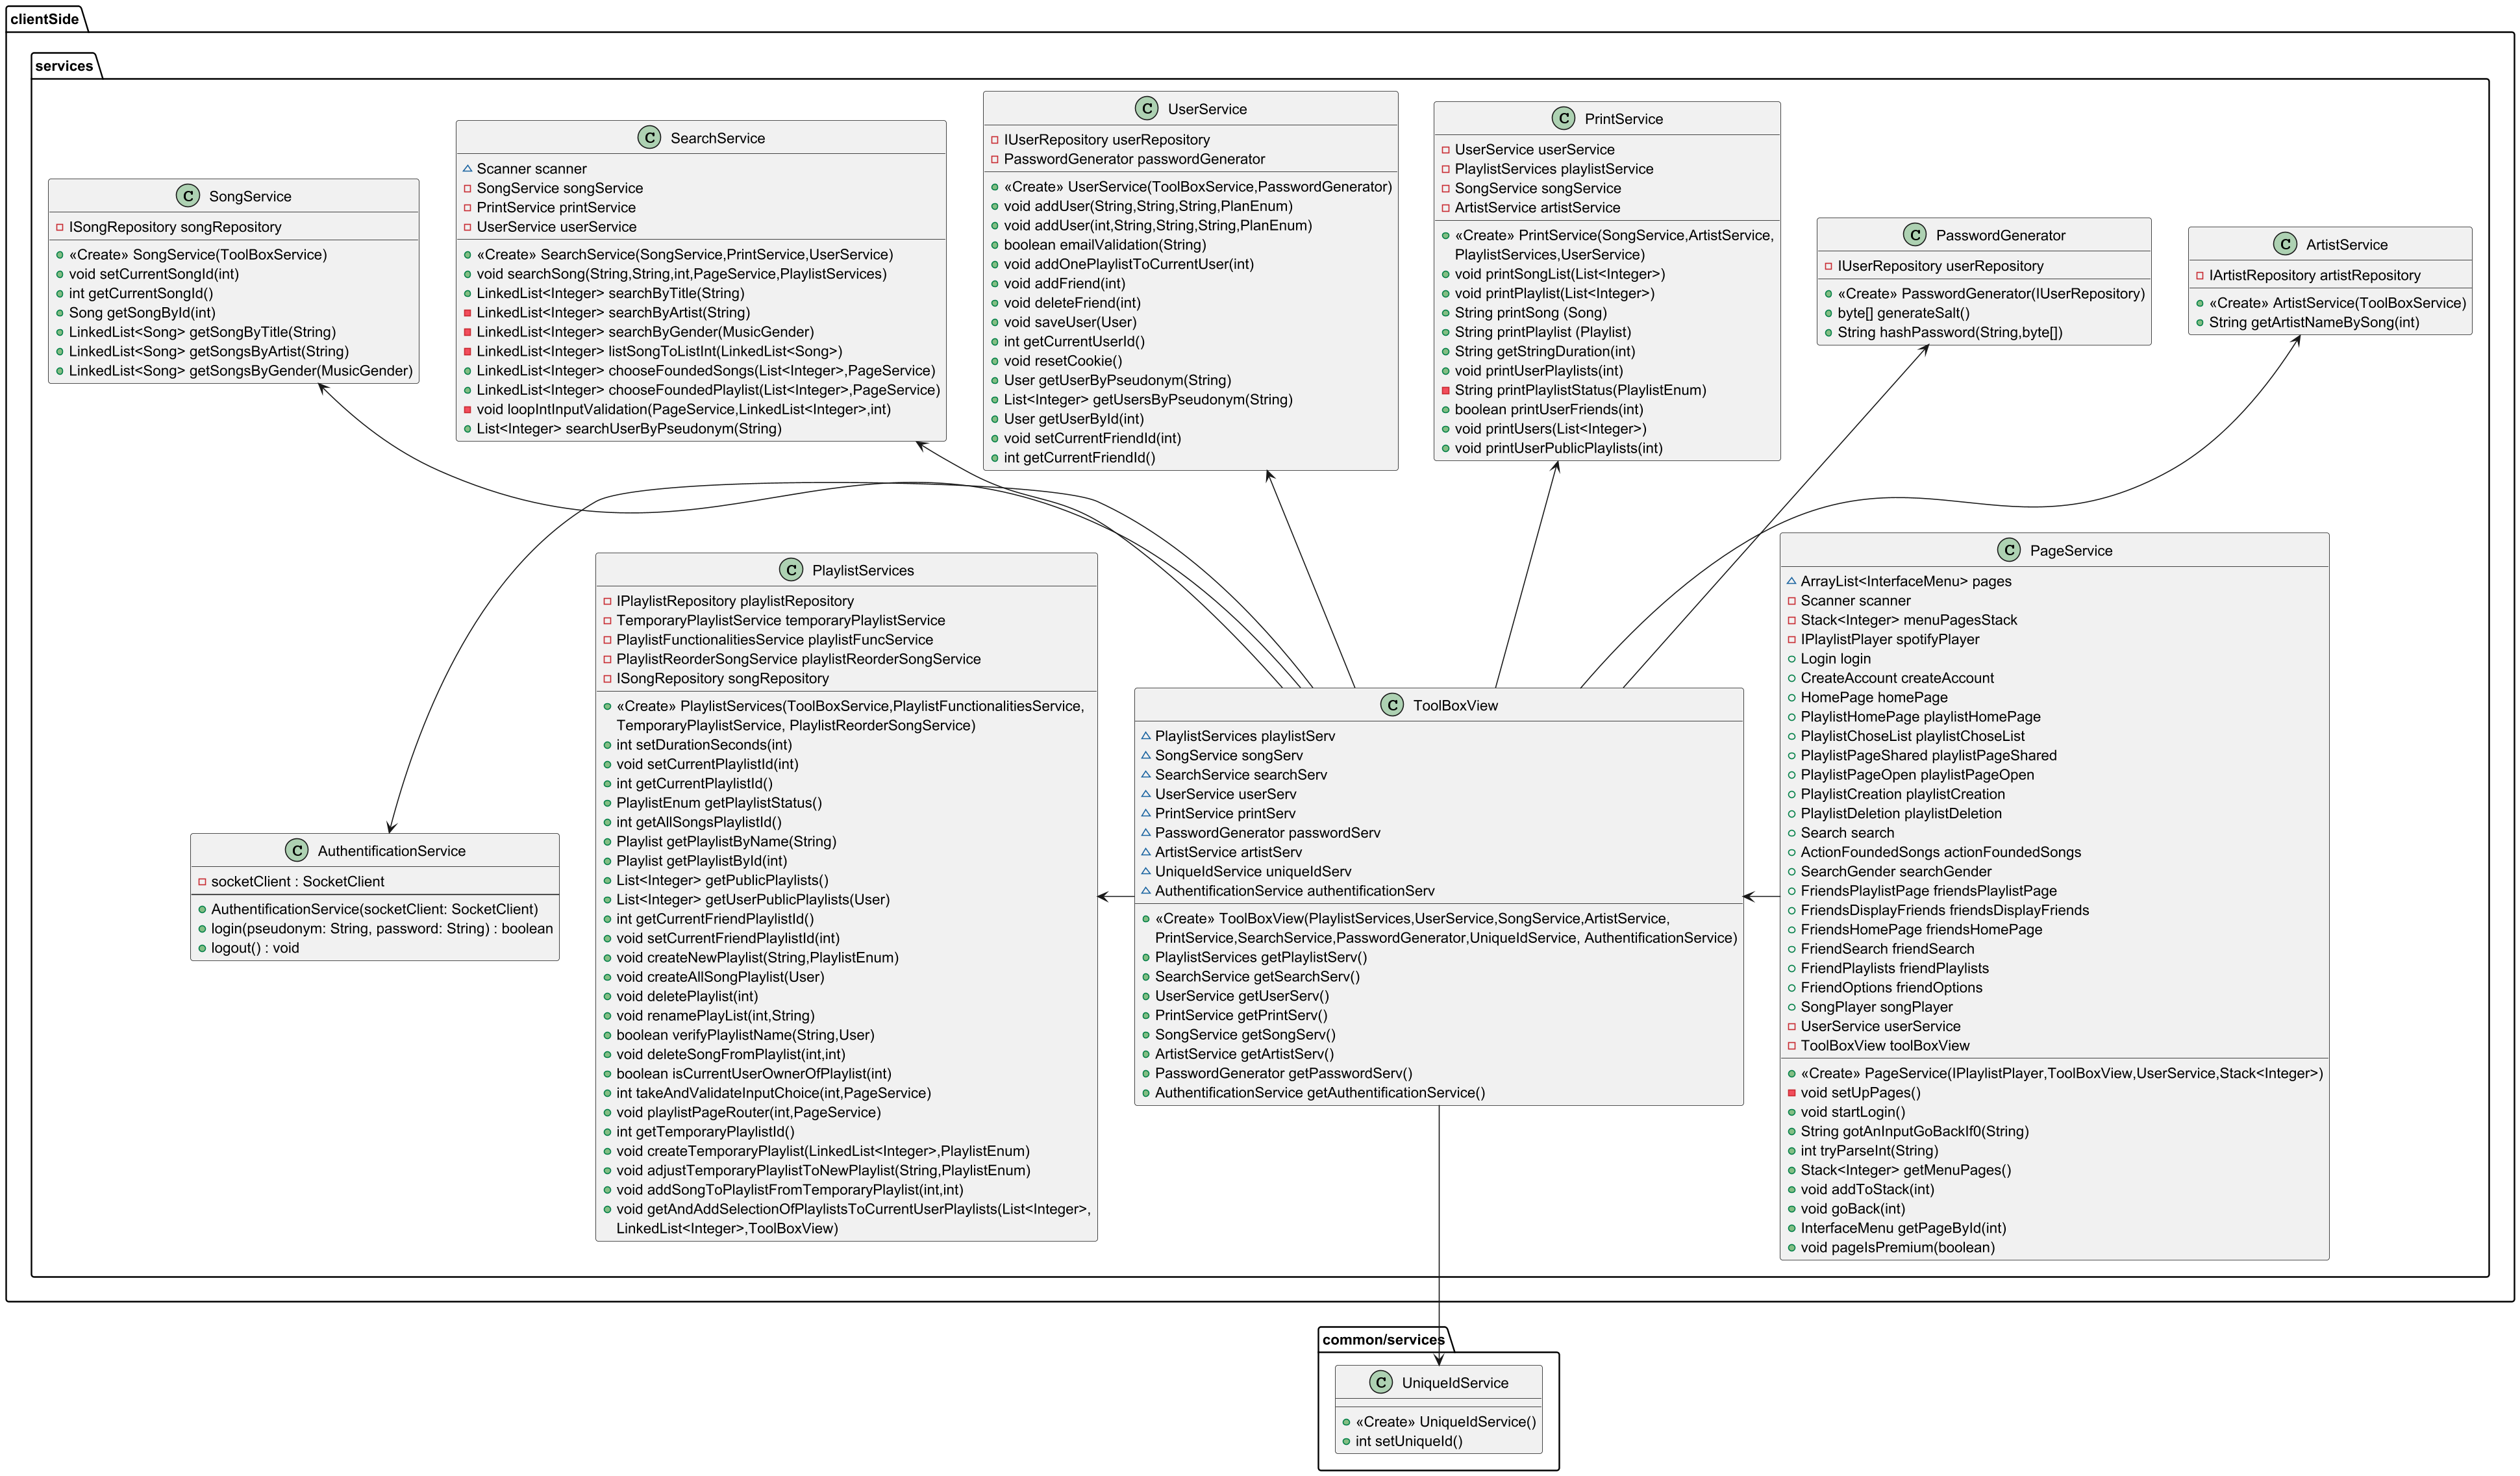 clientSide
services
C SongService
ISongRepository songRepository
«Create» SongService(ToolBoxService)
void setCurrentSongId(int)
int getCurrentSongId()
Song getSongById(int)
LinkedList<Song> getSongByTitle(String)
LinkedList<Song> getSongsByArtist(String)
LinkedList<Song> getSongsByGender(MusicGender)
C SearchService
Scanner scanner
SongService songService
PrintService printService
UserService userService
«Create» SearchService(SongService,PrintService,UserService)
void searchSong(String,String,int,PageService,PlaylistServices)
LinkedList<Integer> searchByTitle(String)
LinkedList<Integer> searchByArtist(String)
LinkedList<Integer> searchByGender(MusicGender)
LinkedList<Integer> listSongToListInt(LinkedList<Song>)
LinkedList<Integer> chooseFoundedSongs(List<Integer>,PageService)
LinkedList<Integer> chooseFoundedPlaylist(List<Integer>,PageService)
void loopIntInputValidation(PageService,LinkedList<Integer>,int)
List<Integer> searchUserByPseudonym(String)
C UserService
IUserRepository userRepository
PasswordGenerator passwordGenerator
«Create» UserService(ToolBoxService,PasswordGenerator)
void addUser(String,String,String,PlanEnum)
void addUser(int,String,String,String,PlanEnum)
boolean emailValidation(String)
void addOnePlaylistToCurrentUser(int)
void addFriend(int)
void deleteFriend(int)
void saveUser(User)
int getCurrentUserId()
void resetCookie()
User getUserByPseudonym(String)
List<Integer> getUsersByPseudonym(String)
User getUserById(int)
void setCurrentFriendId(int)
int getCurrentFriendId()
C PrintService
UserService userService
PlaylistServices playlistService
SongService songService
ArtistService artistService
«Create» PrintService(SongService,ArtistService,
PlaylistServices,UserService)
void printSongList(List<Integer>)
void printPlaylist(List<Integer>)
String printSong (Song)
String printPlaylist (Playlist)
String getStringDuration(int)
void printUserPlaylists(int)
String printPlaylistStatus(PlaylistEnum)
boolean printUserFriends(int)
void printUsers(List<Integer>)
void printUserPublicPlaylists(int)
C PasswordGenerator
IUserRepository userRepository
«Create» PasswordGenerator(IUserRepository)
byte[] generateSalt()
String hashPassword(String,byte[])
C ArtistService
IArtistRepository artistRepository
«Create» ArtistService(ToolBoxService)
String getArtistNameBySong(int)
C AuthentificationService
socketClient : SocketClient
AuthentificationService(socketClient: SocketClient)
login(pseudonym: String, password: String) : boolean
logout() : void
C PlaylistServices
IPlaylistRepository playlistRepository
TemporaryPlaylistService temporaryPlaylistService
PlaylistFunctionalitiesService playlistFuncService
PlaylistReorderSongService playlistReorderSongService
ISongRepository songRepository
«Create» PlaylistServices(ToolBoxService,PlaylistFunctionalitiesService,
TemporaryPlaylistService, PlaylistReorderSongService)
int setDurationSeconds(int)
void setCurrentPlaylistId(int)
int getCurrentPlaylistId()
PlaylistEnum getPlaylistStatus()
int getAllSongsPlaylistId()
Playlist getPlaylistByName(String)
Playlist getPlaylistById(int)
List<Integer> getPublicPlaylists()
List<Integer> getUserPublicPlaylists(User)
int getCurrentFriendPlaylistId()
void setCurrentFriendPlaylistId(int)
void createNewPlaylist(String,PlaylistEnum)
void createAllSongPlaylist(User)
void deletePlaylist(int)
void renamePlayList(int,String)
boolean verifyPlaylistName(String,User)
void deleteSongFromPlaylist(int,int)
boolean isCurrentUserOwnerOfPlaylist(int)
int takeAndValidateInputChoice(int,PageService)
void playlistPageRouter(int,PageService)
int getTemporaryPlaylistId()
void createTemporaryPlaylist(LinkedList<Integer>,PlaylistEnum)
void adjustTemporaryPlaylistToNewPlaylist(String,PlaylistEnum)
void addSongToPlaylistFromTemporaryPlaylist(int,int)
void getAndAddSelectionOfPlaylistsToCurrentUserPlaylists(List<Integer>,
LinkedList<Integer>,ToolBoxView)
C ToolBoxView
PlaylistServices playlistServ
SongService songServ
SearchService searchServ
UserService userServ
PrintService printServ
PasswordGenerator passwordServ
ArtistService artistServ
UniqueIdService uniqueIdServ
AuthentificationService authentificationServ
«Create» ToolBoxView(PlaylistServices,UserService,SongService,ArtistService,
PrintService,SearchService,PasswordGenerator,UniqueIdService, AuthentificationService)
PlaylistServices getPlaylistServ()
SearchService getSearchServ()
UserService getUserServ()
PrintService getPrintServ()
SongService getSongServ()
ArtistService getArtistServ()
PasswordGenerator getPasswordServ()
AuthentificationService getAuthentificationService()
C PageService
ArrayList<InterfaceMenu> pages
Scanner scanner
Stack<Integer> menuPagesStack
IPlaylistPlayer spotifyPlayer
Login login
CreateAccount createAccount
HomePage homePage
PlaylistHomePage playlistHomePage
PlaylistChoseList playlistChoseList
PlaylistPageShared playlistPageShared
PlaylistPageOpen playlistPageOpen
PlaylistCreation playlistCreation
PlaylistDeletion playlistDeletion
Search search
ActionFoundedSongs actionFoundedSongs
SearchGender searchGender
FriendsPlaylistPage friendsPlaylistPage
FriendsDisplayFriends friendsDisplayFriends
FriendsHomePage friendsHomePage
FriendSearch friendSearch
FriendPlaylists friendPlaylists
FriendOptions friendOptions
SongPlayer songPlayer
UserService userService
ToolBoxView toolBoxView
«Create» PageService(IPlaylistPlayer,ToolBoxView,UserService,Stack<Integer>)
void setUpPages()
void startLogin()
String gotAnInputGoBackIf0(String)
int tryParseInt(String)
Stack<Integer> getMenuPages()
void addToStack(int)
void goBack(int)
InterfaceMenu getPageById(int)
void pageIsPremium(boolean)
common/services
C UniqueIdService
«Create» UniqueIdService()
int setUniqueId()